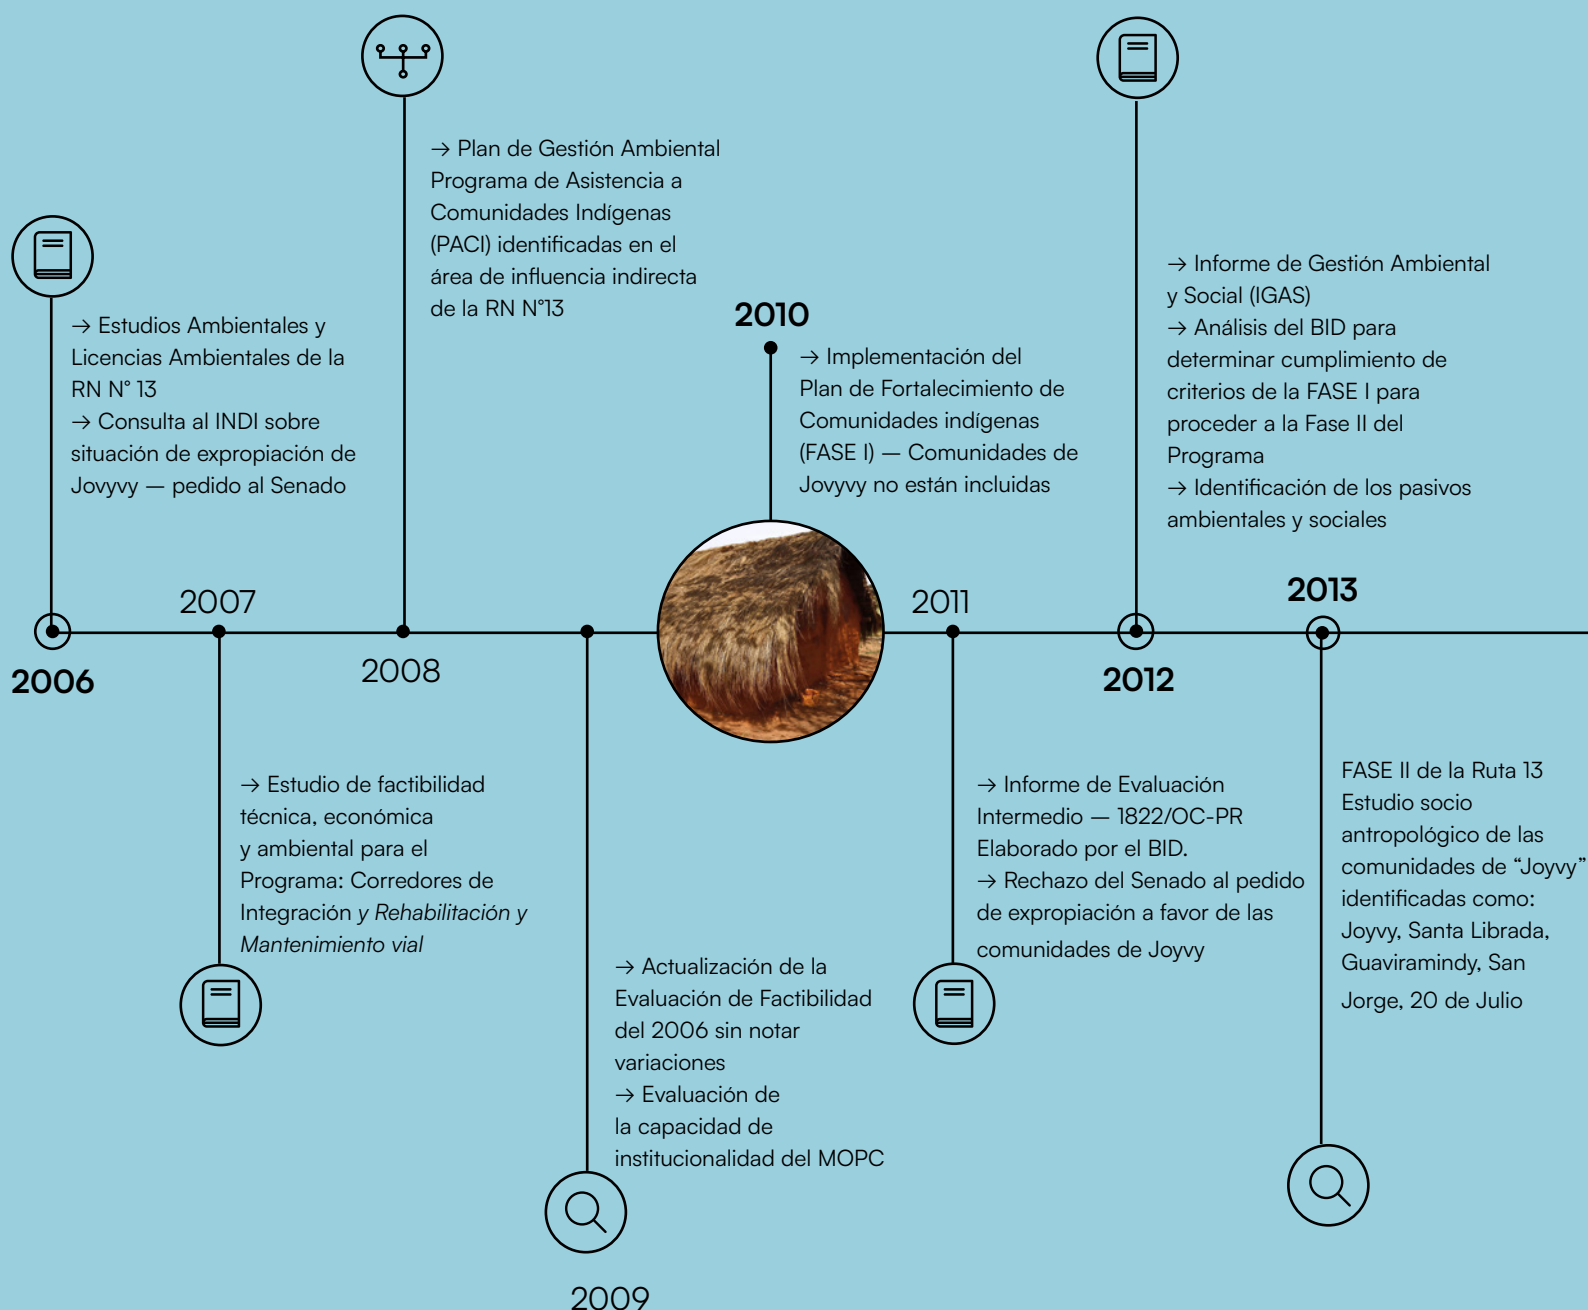 2006
→ Estudios Ambientales y
Licencias Ambientales de la
RN N° 13
→ Consulta al INDI sobre
situación de expropiación de
Jovyvy — pedido al Senado
2007
→ Estudio de factibilidad
técnica, económica
y ambiental para el
Programa: Corredores de
Integración y Rehabilitación y
Mantenimiento vial
2008
→ Plan de Gestión Ambiental
Programa de Asistencia a
Comunidades Indígenas
(PACI) identificadas en el
área de influencia indirecta
de la RN N°13
→ Actualización de la
Evaluación de Factibilidad
del 2006 sin notar
variaciones
→ Evaluación de
la capacidad de
institucionalidad del MOPC
2009
2010
→ Implementación del
Plan de Fortalecimiento de
Comunidades indígenas
(FASE I) — Comunidades de
Jovyvy no están incluidas
2011
→ Informe de Evaluación
Intermedio — 1822/OC-PR
Elaborado por el BID.
→ Rechazo del Senado al pedido
de expropiación a favor de las
comunidades de Joyvy
2012
→ Informe de Gestión Ambiental
y Social (IGAS)
→ Análisis del BID para
determinar cumplimiento de
criterios de la FASE I para
proceder a la Fase II del
Programa
→ Identificación de los pasivos
ambientales y sociales
2013
FASE II de la Ruta 13
Estudio socio
antropológico de las
comunidades de “Joyvy”
identificadas como:
Joyvy, Santa Librada,
Guaviramindy, San
Jorge, 20 de Julio